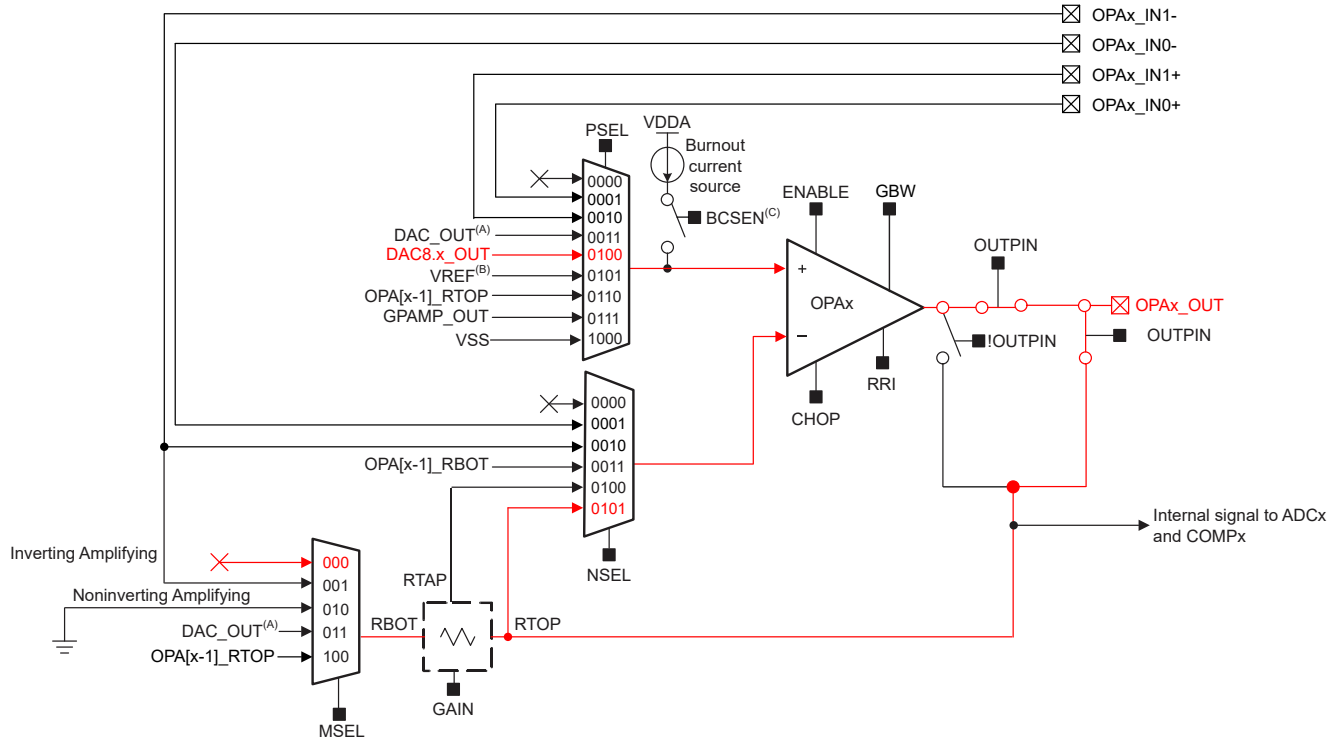 OPAx_IN1-
OPAx_IN0-
OPAx_IN1+
OPAx_IN0+
PSEL
VDDA
Burnout
current
source
BCSEN(C)
0000
0001
0010
DAC_OUT(A)
0011
DAC8.x_OUT
0100
VREF(B)
0101
OPA[x-1]_RTOP
0110
GPAMP_OUT
0111
VSS
1000
ENABLE
GBW
+
OPAx
−
RRI
CHOP
OUTPIN
OPAx_OUT
!OUTPIN
OUTPIN
0000
0001
0010
OPA[x-1]_RBOT
0011
0100
0101
NSEL
Internal signal to ADCx
and COMPx
Inverting Amplifying
000
001
Noninverting Amplifying
010
DAC_OUT(A)
011
OPA[x-1]_RTOP
100
MSEL
RBOT
RTAP
RTOP
GAIN